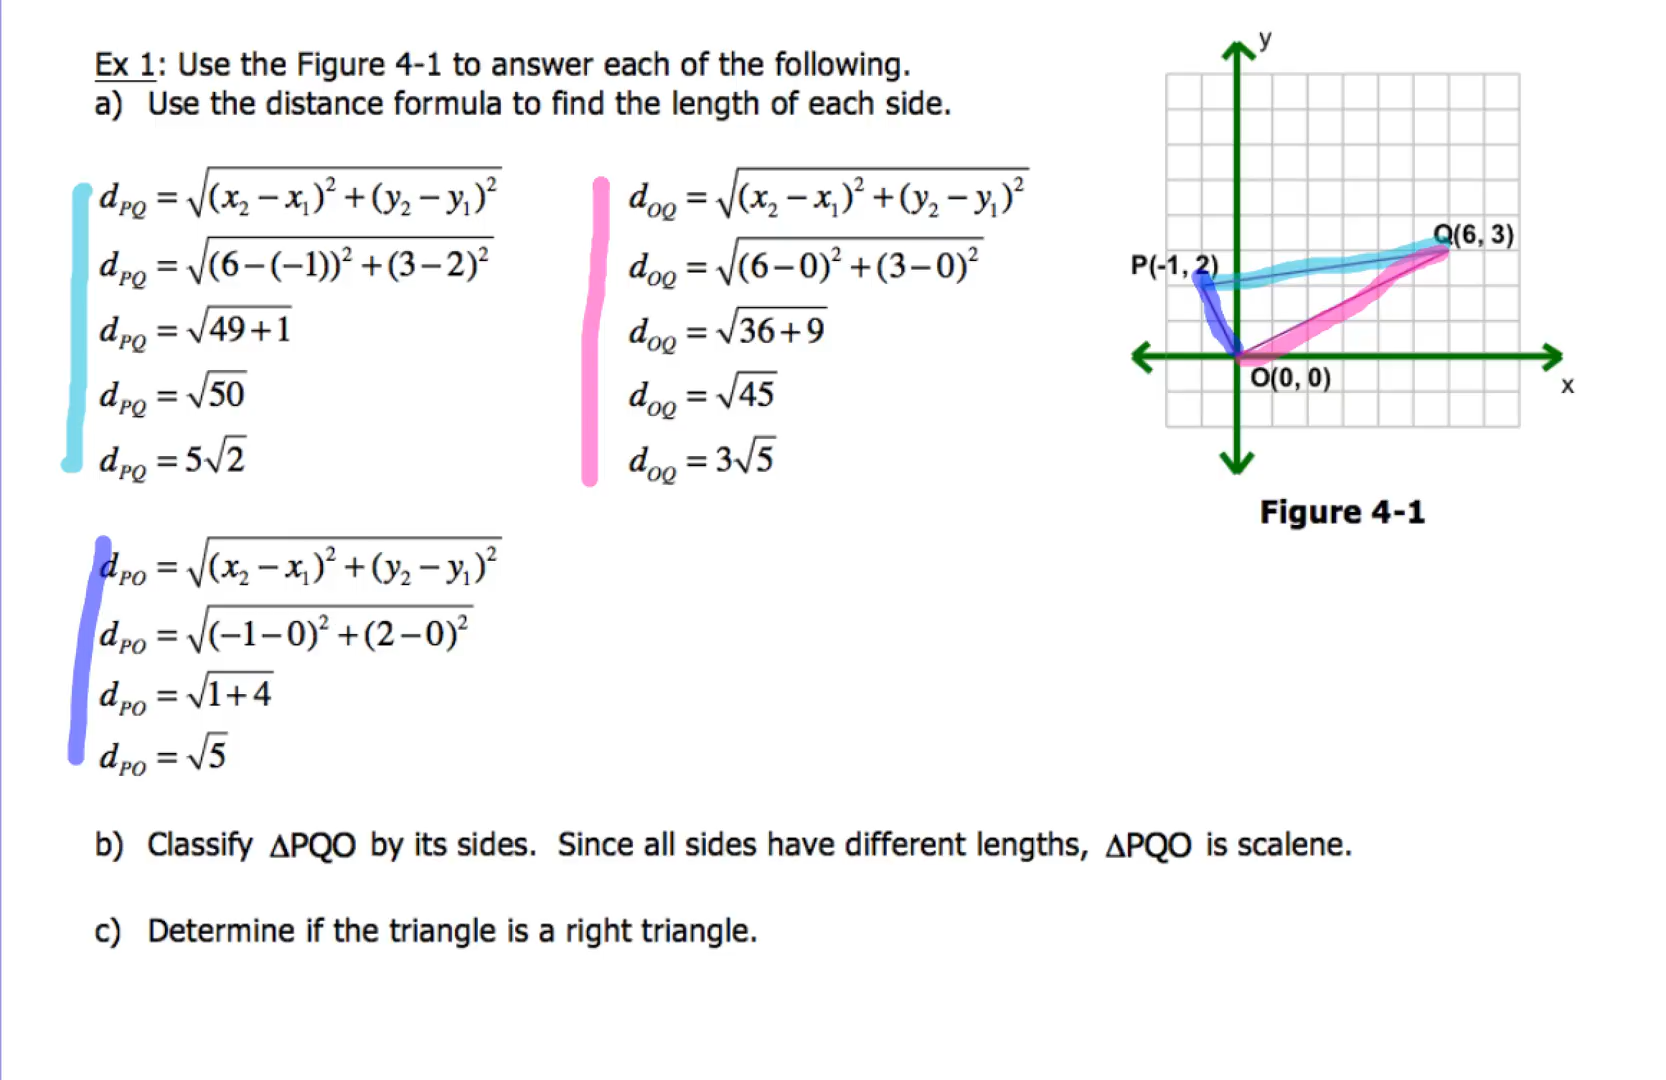 Ex 1: Use the Figure 4-1 to answer each of the following.
a) Use the distance formula to find the length of each side.
d_PQ = √((x₂ − x₁)² + (y₂ − y₁)²)
d_PQ = √((6 − (−1))² + (3 − 2)²)
d_PQ = √(49 + 1)
d_PQ = √50
d_PQ = 5√2
d_OQ = √((x₂ − x₁)² + (y₂ − y₁)²)
d_OQ = √((6 − 0)² + (3 − 0)²)
d_OQ = √(36 + 9)
d_OQ = √45
d_OQ = 3√5
y
Q(6, 3)
P(-1, 2)
O(0, 0)
x
Figure 4-1
d_PO = √((x₂ − x₁)² + (y₂ − y₁)²)
d_PO = √((−1 − 0)² + (2 − 0)²)
d_PO = √(1 + 4)
d_PO = √5
b) Classify ΔPQO by its sides. Since all sides have different lengths, ΔPQO is scalene.
c) Determine if the triangle is a right triangle.